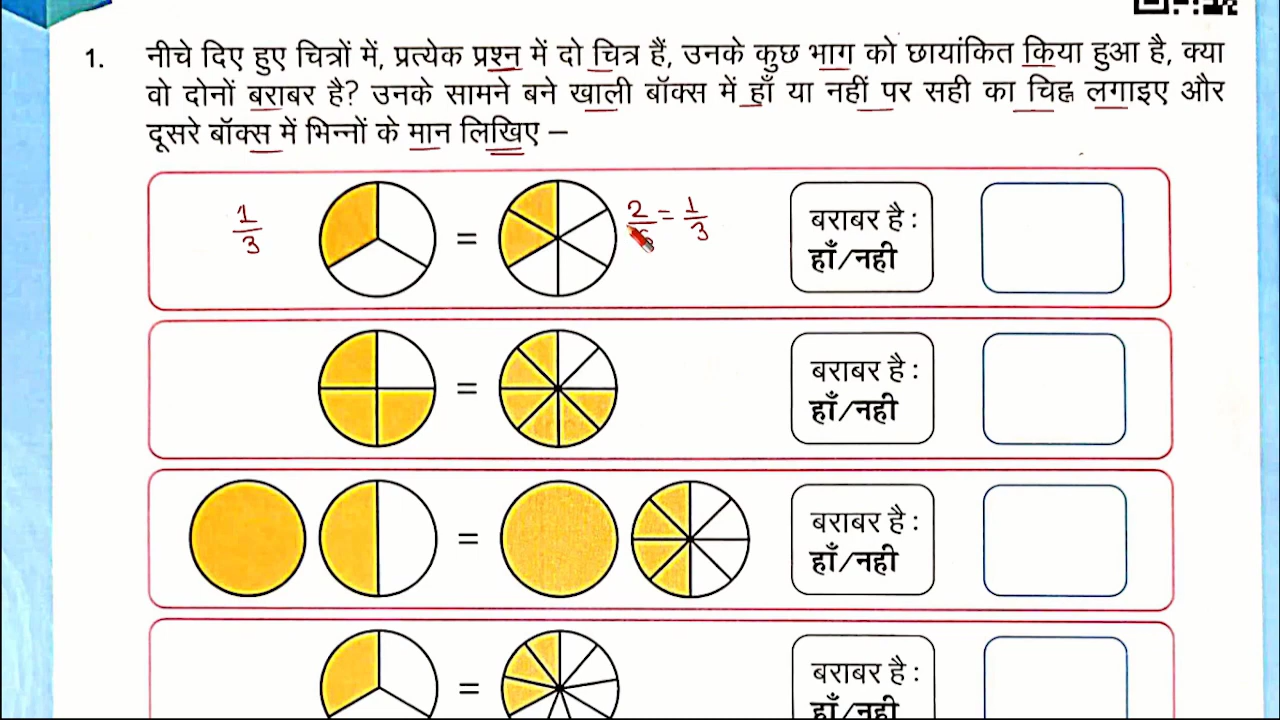 1. नीचे दिए हुए चित्रों में, प्रत्येक प्रश्न में दो चित्र हैं, उनके कुछ भाग को छायांकित किया हुआ है, क्या
वो दोनों बराबर है? उनके सामने बने खाली बॉक्स में हाँ या नहीं पर सही का चिह्न लगाइए और
दूसरे बॉक्स में भिन्नों के मान लिखिए –
1/3 = 2/6 = 1/3 बराबर है :
हाँ/नही
= बराबर है :
हाँ/नही
= बराबर है :
हाँ/नही
= बराबर है :
हाँ/नही